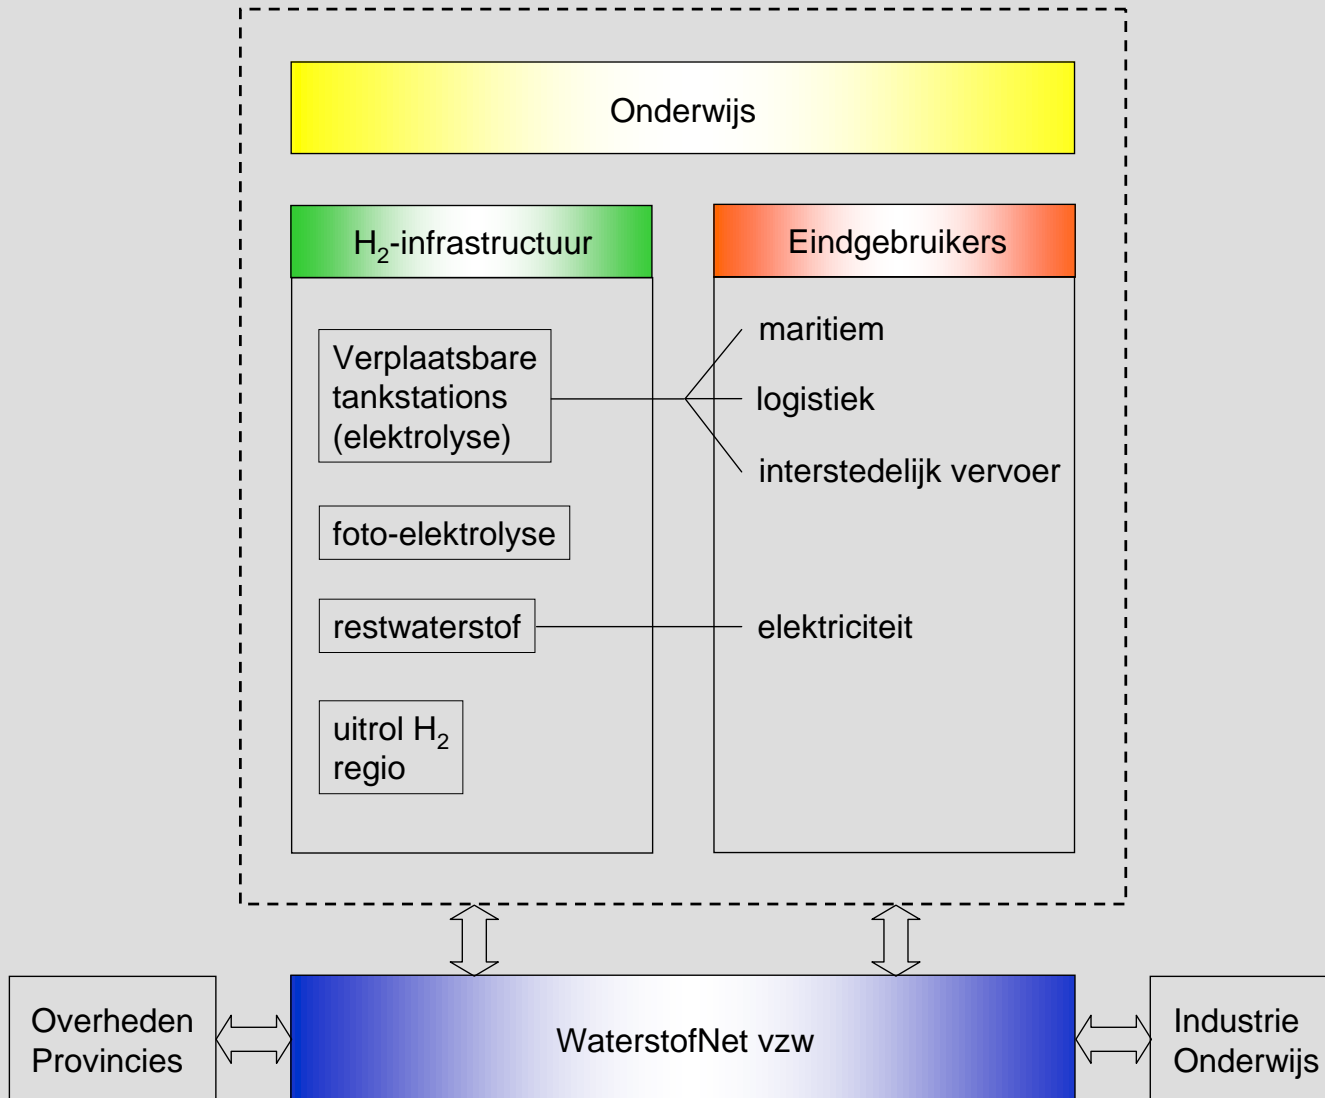 Onderwijs
H₂-infrastructuur
Verplaatsbare
tankstations
(elektrolyse)
foto-elektrolyse
restwaterstof
uitrol H₂
regio
Eindgebruikers
maritiem
logistiek
interstedelijk vervoer
elektriciteit
Overheden
Provincies
WaterstofNet vzw
Industrie
Onderwijs